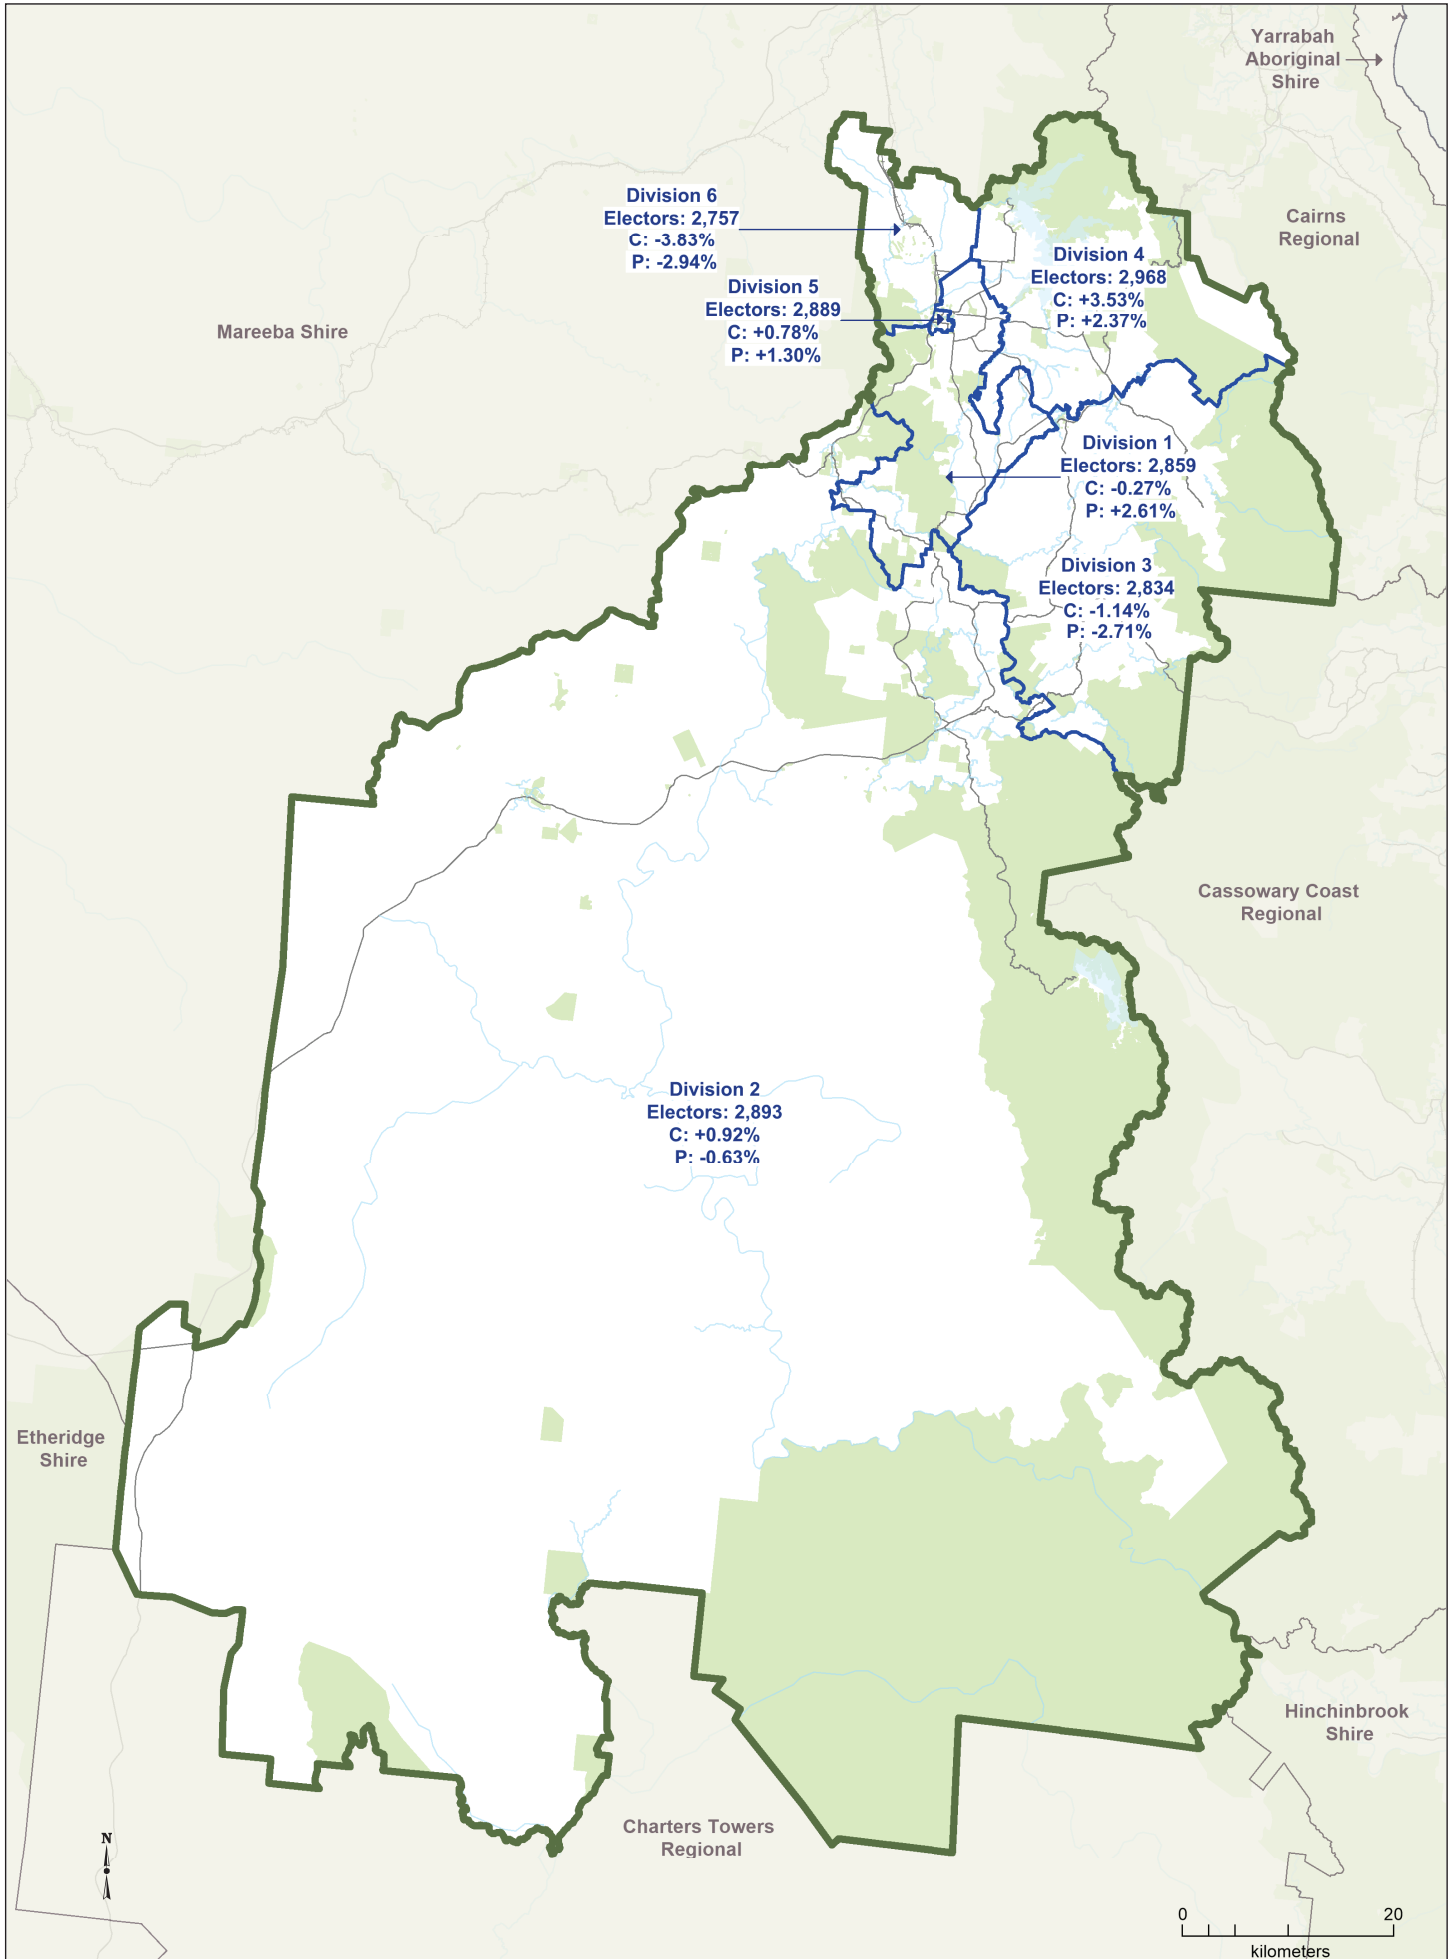 Yarrabah
Aboriginal
Shire
Division 6
Electors: 2,757
C: -3.83%
P: -2.94%
Cairns
Regional
Division 4
Electors: 2,968
C: +3.53%
P: +2.37%
Division 5
Electors: 2,889
C: +0.78%
P: +1.30%
Mareeba Shire
Division 1
Electors: 2,859
C: -0.27%
P: +2.61%
Division 3
Electors: 2,834
C: -1.14%
P: -2.71%
Cassowary Coast
Regional
Division 2
Electors: 2,893
C: +0.92%
P: -0.63%
Etheridge
Shire
Hinchinbrook
Shire
Charters Towers
Regional
N
0 20
kilometers